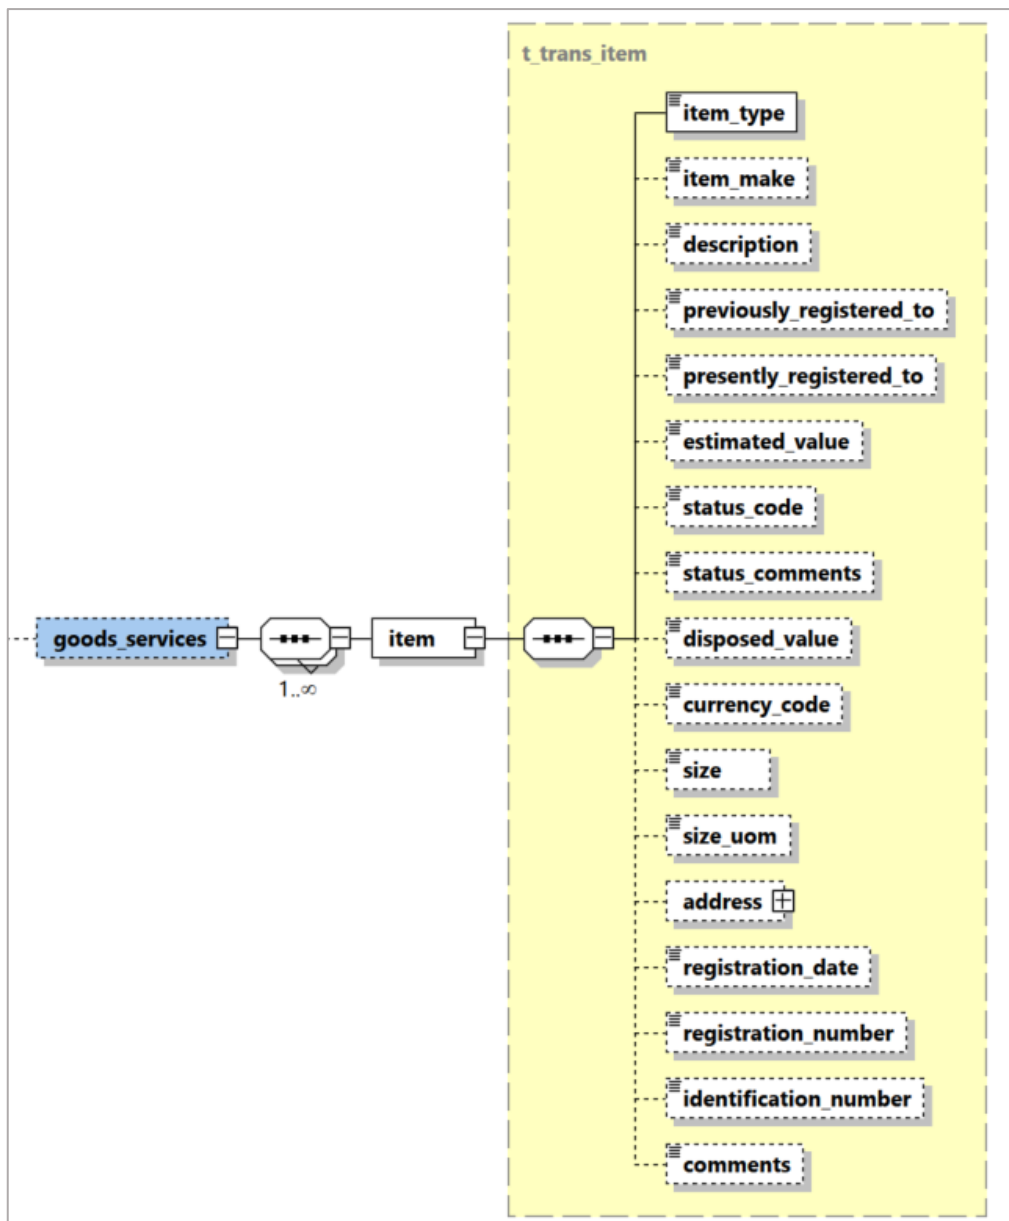 t_trans_item
item_type
item_make
description
previously_registered_to
presently_registered_to
estimated_value
status_code
status_comments
goods_services
item
disposed_value
1..∞
currency_code
size
size_uom
address
registration_date
registration_number
identification_number
comments